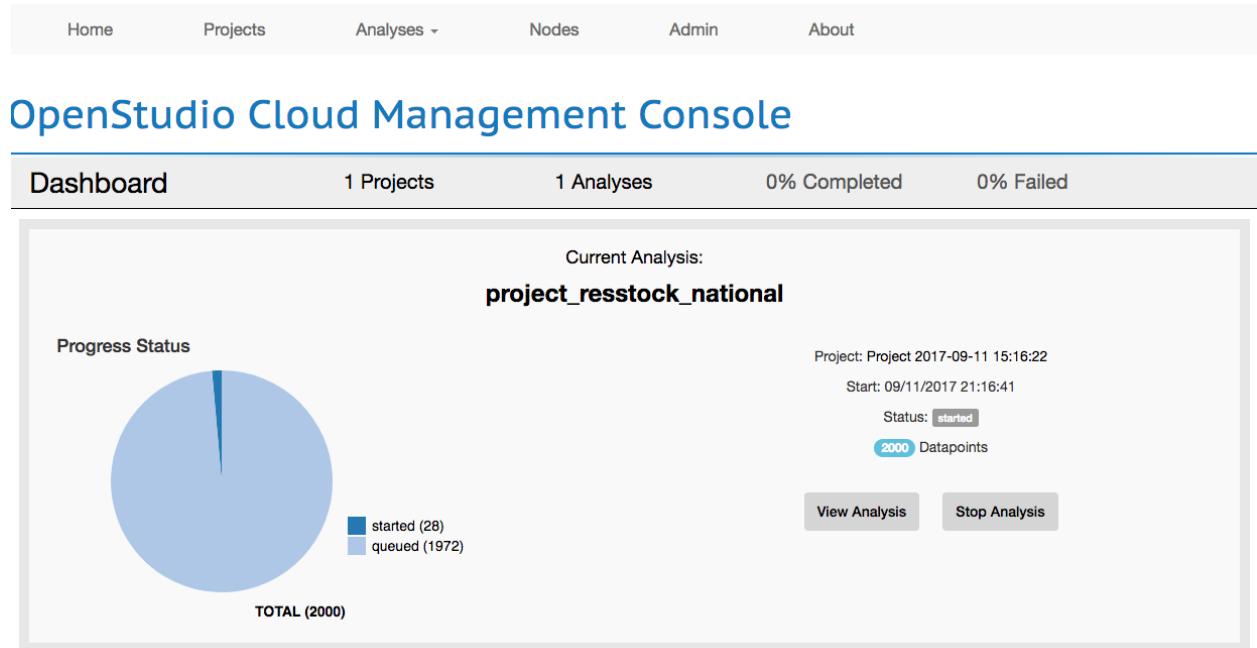 Home Projects Analyses Nodes Admin About
OpenStudio Cloud Management Console
Dashboard 1 Projects 1 Analyses 0% Completed 0% Failed
Current Analysis:
project_resstock_national
Progress Status
started (28)
queued (1972)
TOTAL (2000)
Project: Project 2017-09-11 15:16:22
Start: 09/11/2017 21:16:41
Status: started
2000 Datapoints
View Analysis Stop Analysis